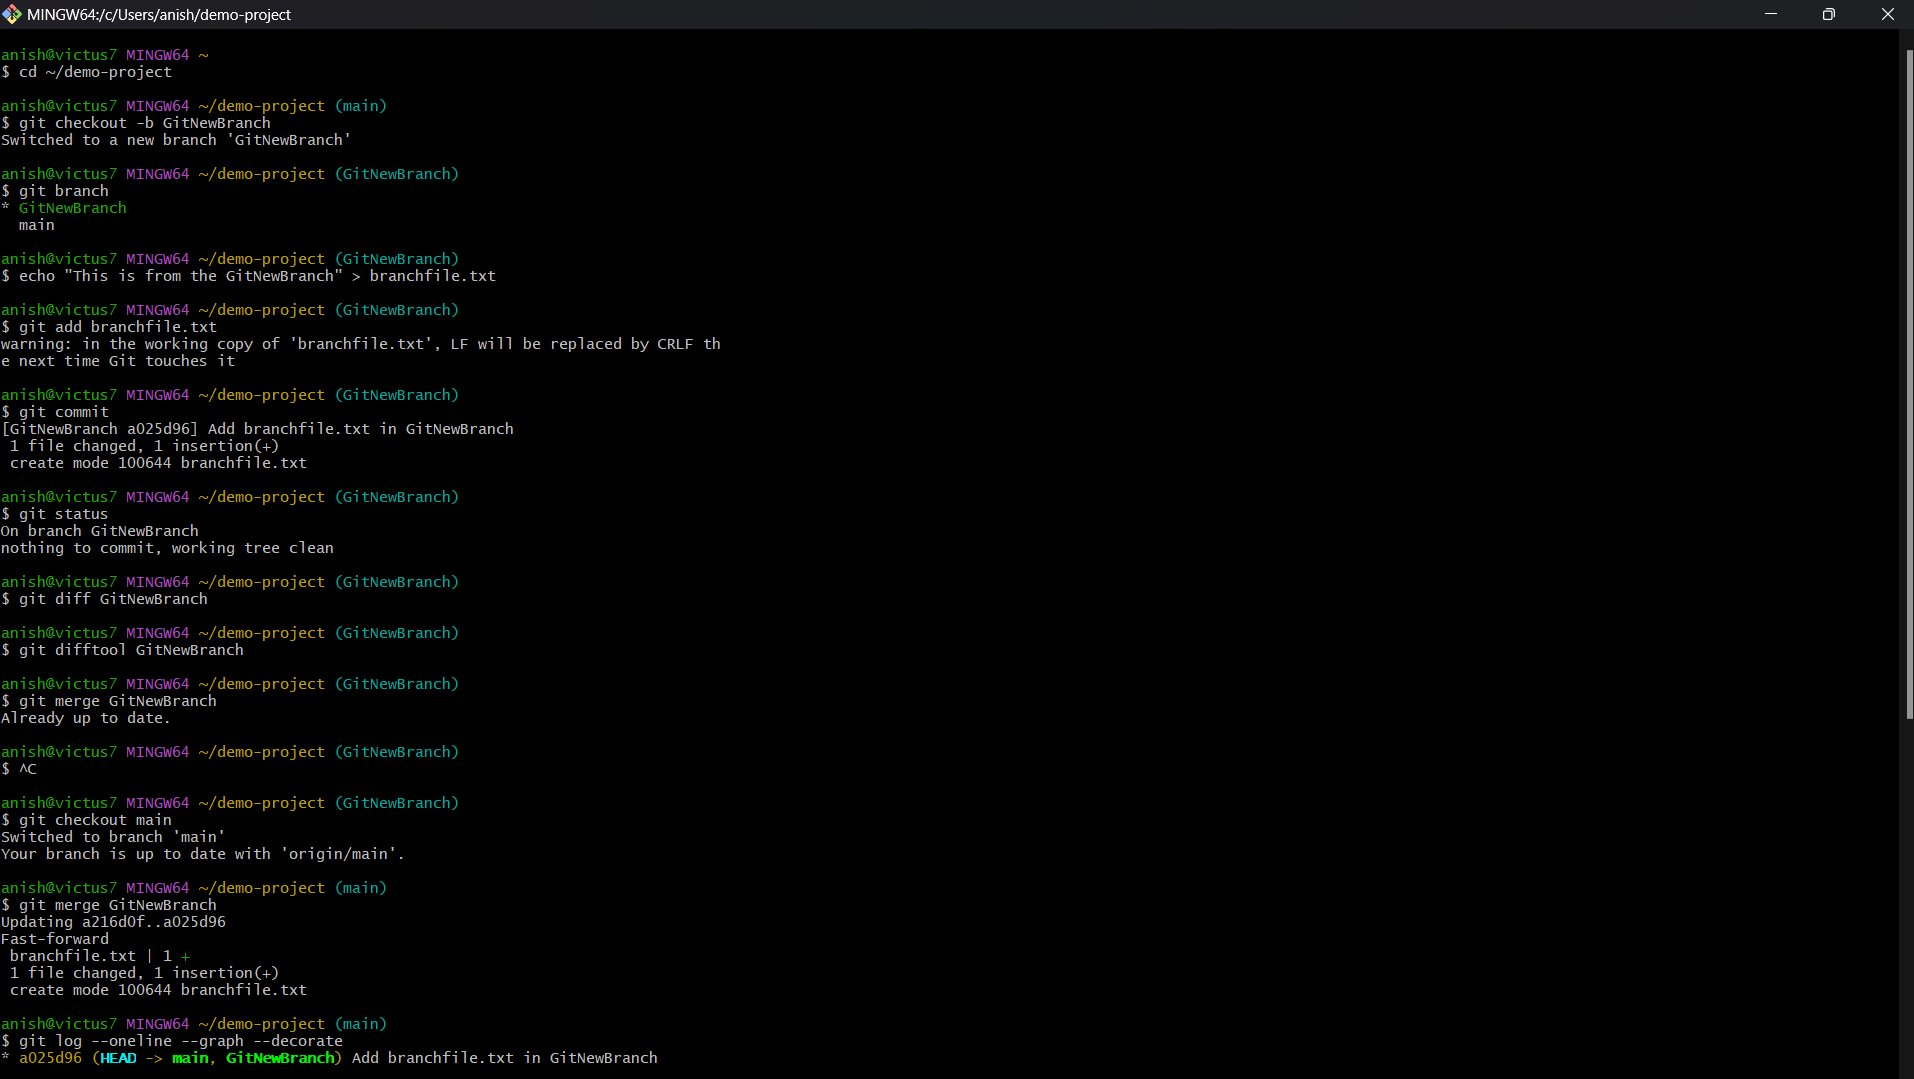 MINGW64:/c/Users/anish/demo-project
anish@victus7 MINGW64 ~
$ cd ~/demo-project
anish@victus7 MINGW64 ~/demo-project (main)
$ git checkout -b GitNewBranch
Switched to a new branch 'GitNewBranch'
anish@victus7 MINGW64 ~/demo-project (GitNewBranch)
$ git branch
* GitNewBranch
  main
anish@victus7 MINGW64 ~/demo-project (GitNewBranch)
$ echo "This is from the GitNewBranch" > branchfile.txt
anish@victus7 MINGW64 ~/demo-project (GitNewBranch)
$ git add branchfile.txt
warning: in the working copy of 'branchfile.txt', LF will be replaced by CRLF th
e next time Git touches it
anish@victus7 MINGW64 ~/demo-project (GitNewBranch)
$ git commit
[GitNewBranch a025d96] Add branchfile.txt in GitNewBranch
 1 file changed, 1 insertion(+)
 create mode 100644 branchfile.txt
anish@victus7 MINGW64 ~/demo-project (GitNewBranch)
$ git status
On branch GitNewBranch
nothing to commit, working tree clean
anish@victus7 MINGW64 ~/demo-project (GitNewBranch)
$ git diff GitNewBranch
anish@victus7 MINGW64 ~/demo-project (GitNewBranch)
$ git difftool GitNewBranch
anish@victus7 MINGW64 ~/demo-project (GitNewBranch)
$ git merge GitNewBranch
Already up to date.
anish@victus7 MINGW64 ~/demo-project (GitNewBranch)
$ ^C
anish@victus7 MINGW64 ~/demo-project (GitNewBranch)
$ git checkout main
Switched to branch 'main'
Your branch is up to date with 'origin/main'.
anish@victus7 MINGW64 ~/demo-project (main)
$ git merge GitNewBranch
Updating a216d0f..a025d96
Fast-forward
 branchfile.txt | 1 +
 1 file changed, 1 insertion(+)
 create mode 100644 branchfile.txt
anish@victus7 MINGW64 ~/demo-project (main)
$ git log --oneline --graph --decorate
* a025d96 (HEAD -> main, GitNewBranch) Add branchfile.txt in GitNewBranch